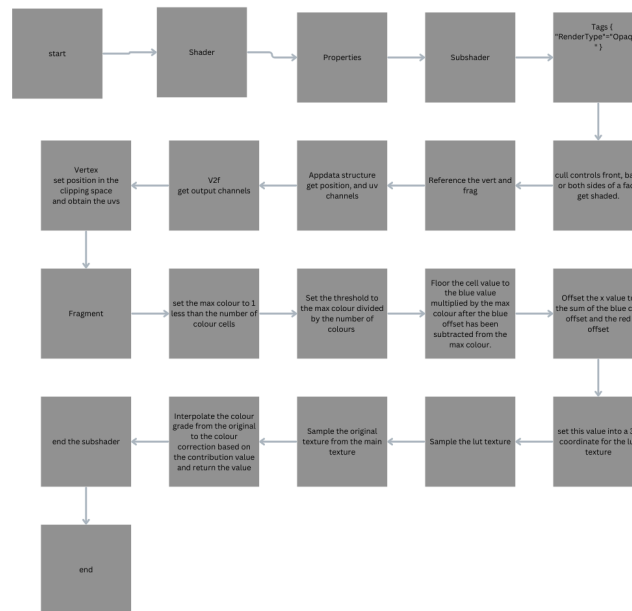 start
Shader
Properties
Subshader
Tags {
"RenderType"="Opaq
" }
Vertex
set position in the
clipping space
and obtain the uvs
V2f
get output channels
Appdata structure
get position, and uv
channels
Reference the vert and
frag
cull controls front, ba
or both sides of a fac
get shaded.
Fragment
set the max colour to 1
less than the number of
colour cells
Set the threshold to
the max colour divided
by the number of
colours
Floor the cell value to
the blue value
multiplied by the max
colour after the blue
offset has been
subtracted from the
max colour.
Offset the x value to
the sum of the blue c
offset and the red
offset
end the subshader
Interpolate the colour
grade from the original
to the colour
correction based on
the contribution value
and return the value
Sample the original
texture from the main
texture
Sample the lut texture
set this value into a 3
coordinate for the lu
texture
end